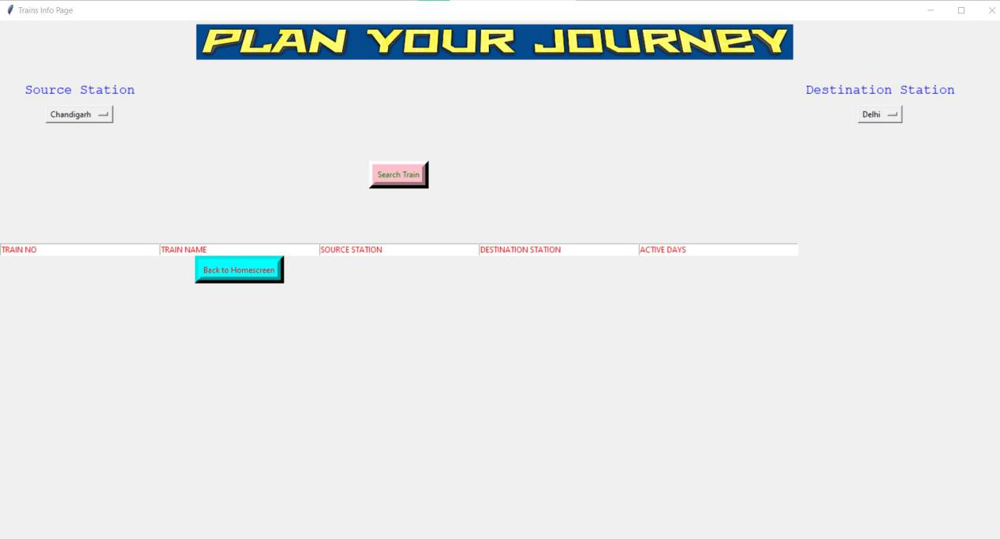 Trains Info Page
PLAN YOUR JOURNEY
Source Station
Destination Station
Chandigarh
Delhi
Search Train
TRAIN NO TRAIN NAME SOURCE STATION DESTINATION STATION ACTIVE DAYS
Back to Homescreen